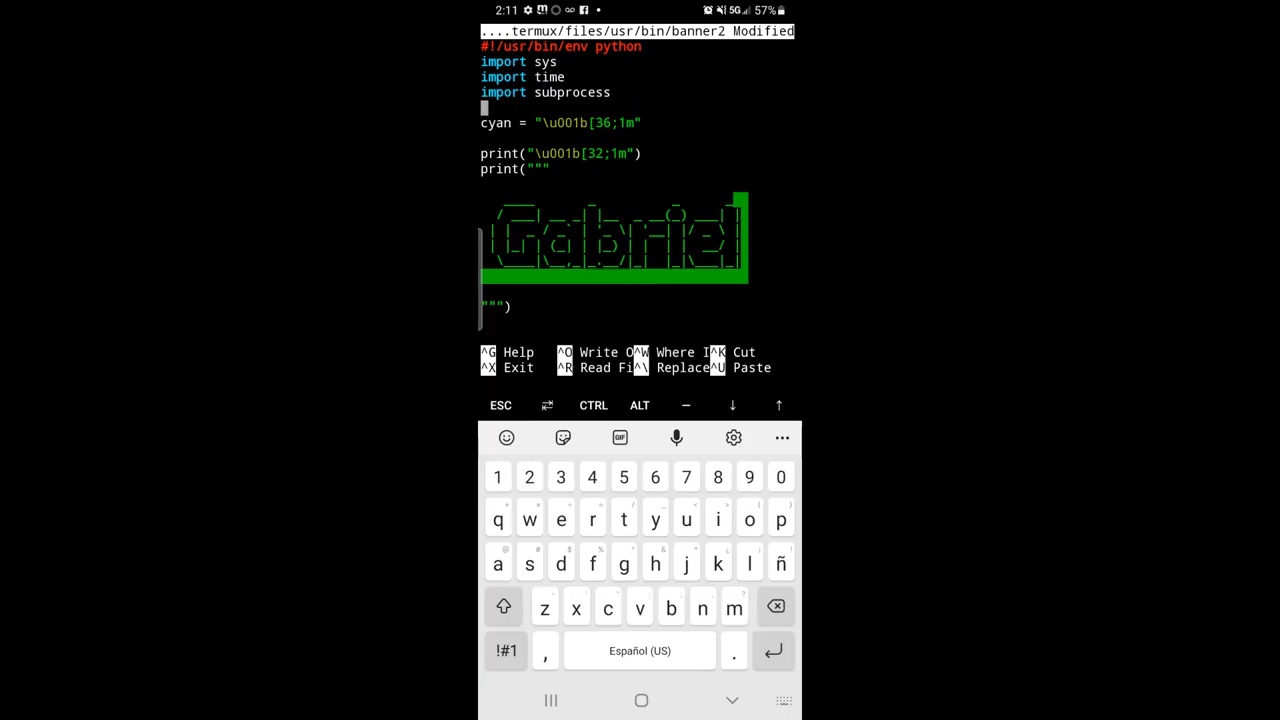 2:11 5G 57%
....termux/files/usr/bin/banner2 Modified
#!/usr/bin/env python
import sys
import time
import subprocess
cyan = "\u001b[36;1m"
print("\u001b[32;1m")
print("""
Gabriel
""")
^G Help ^O Write O^W Where I^K Cut
^X Exit ^R Read Fi^\ Replace^U Paste
ESC CTRL ALT – ↓ ↑
GIF
1 2 3 4 5 6 7 8 9 0
q w e r t y u i o p
a s d f g h j k l ñ
z x c v b n m
!#1 , Español (US) .